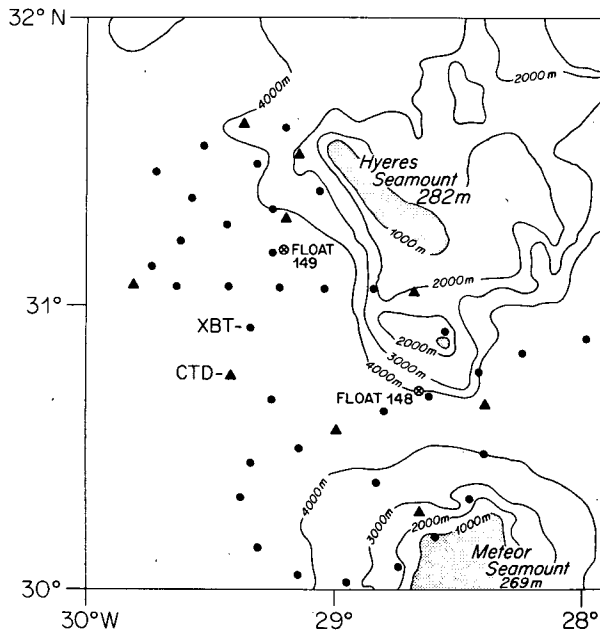 32° N
4000m
2000m
Hyeres
Seamount
282m
1000m
FLOAT
149
2000m
31°
XBT-
2000m
3000m
4000m
CTD-
FLOAT 148
4000m
3000m
2000m
1000m
Meteor
Seamount
269m
30°
30°W
29°
28°